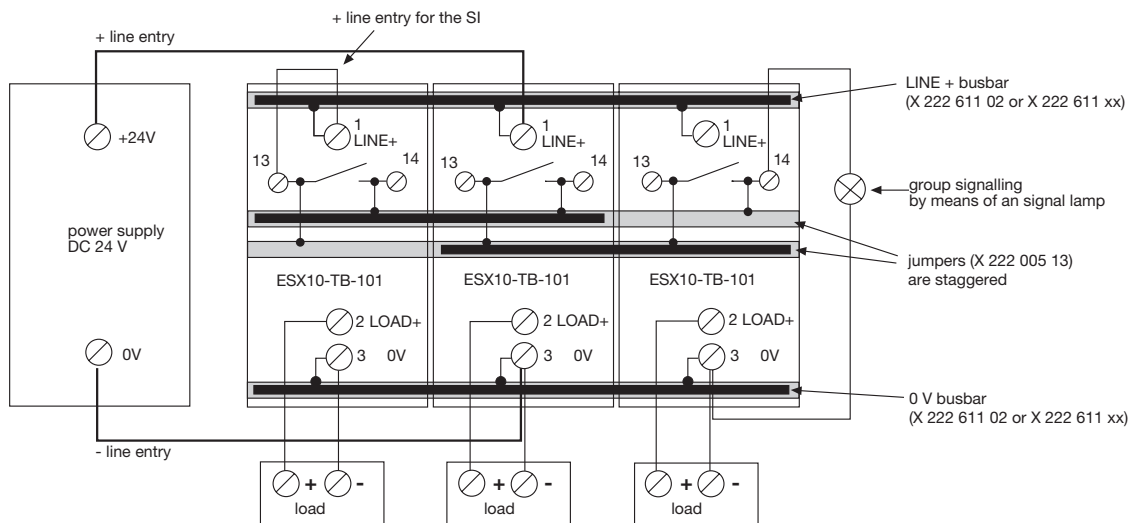 + line entry for the SI
+ line entry
LINE + busbar
(X 222 611 02 or X 222 611 xx)
+24V
1
LINE+
1
LINE+
1
LINE+
13
14
13
14
13
14
group signalling
by means of an signal lamp
power supply
DC 24 V
jumpers (X 222 005 13)
are staggered
ESX10-TB-101
ESX10-TB-101
ESX10-TB-101
2 LOAD+
2 LOAD+
2 LOAD+
0V
3 0V
3 0V
3 0V
0 V busbar
(X 222 611 02 or X 222 611 xx)
- line entry
+ -
+ -
+ -
load
load
load